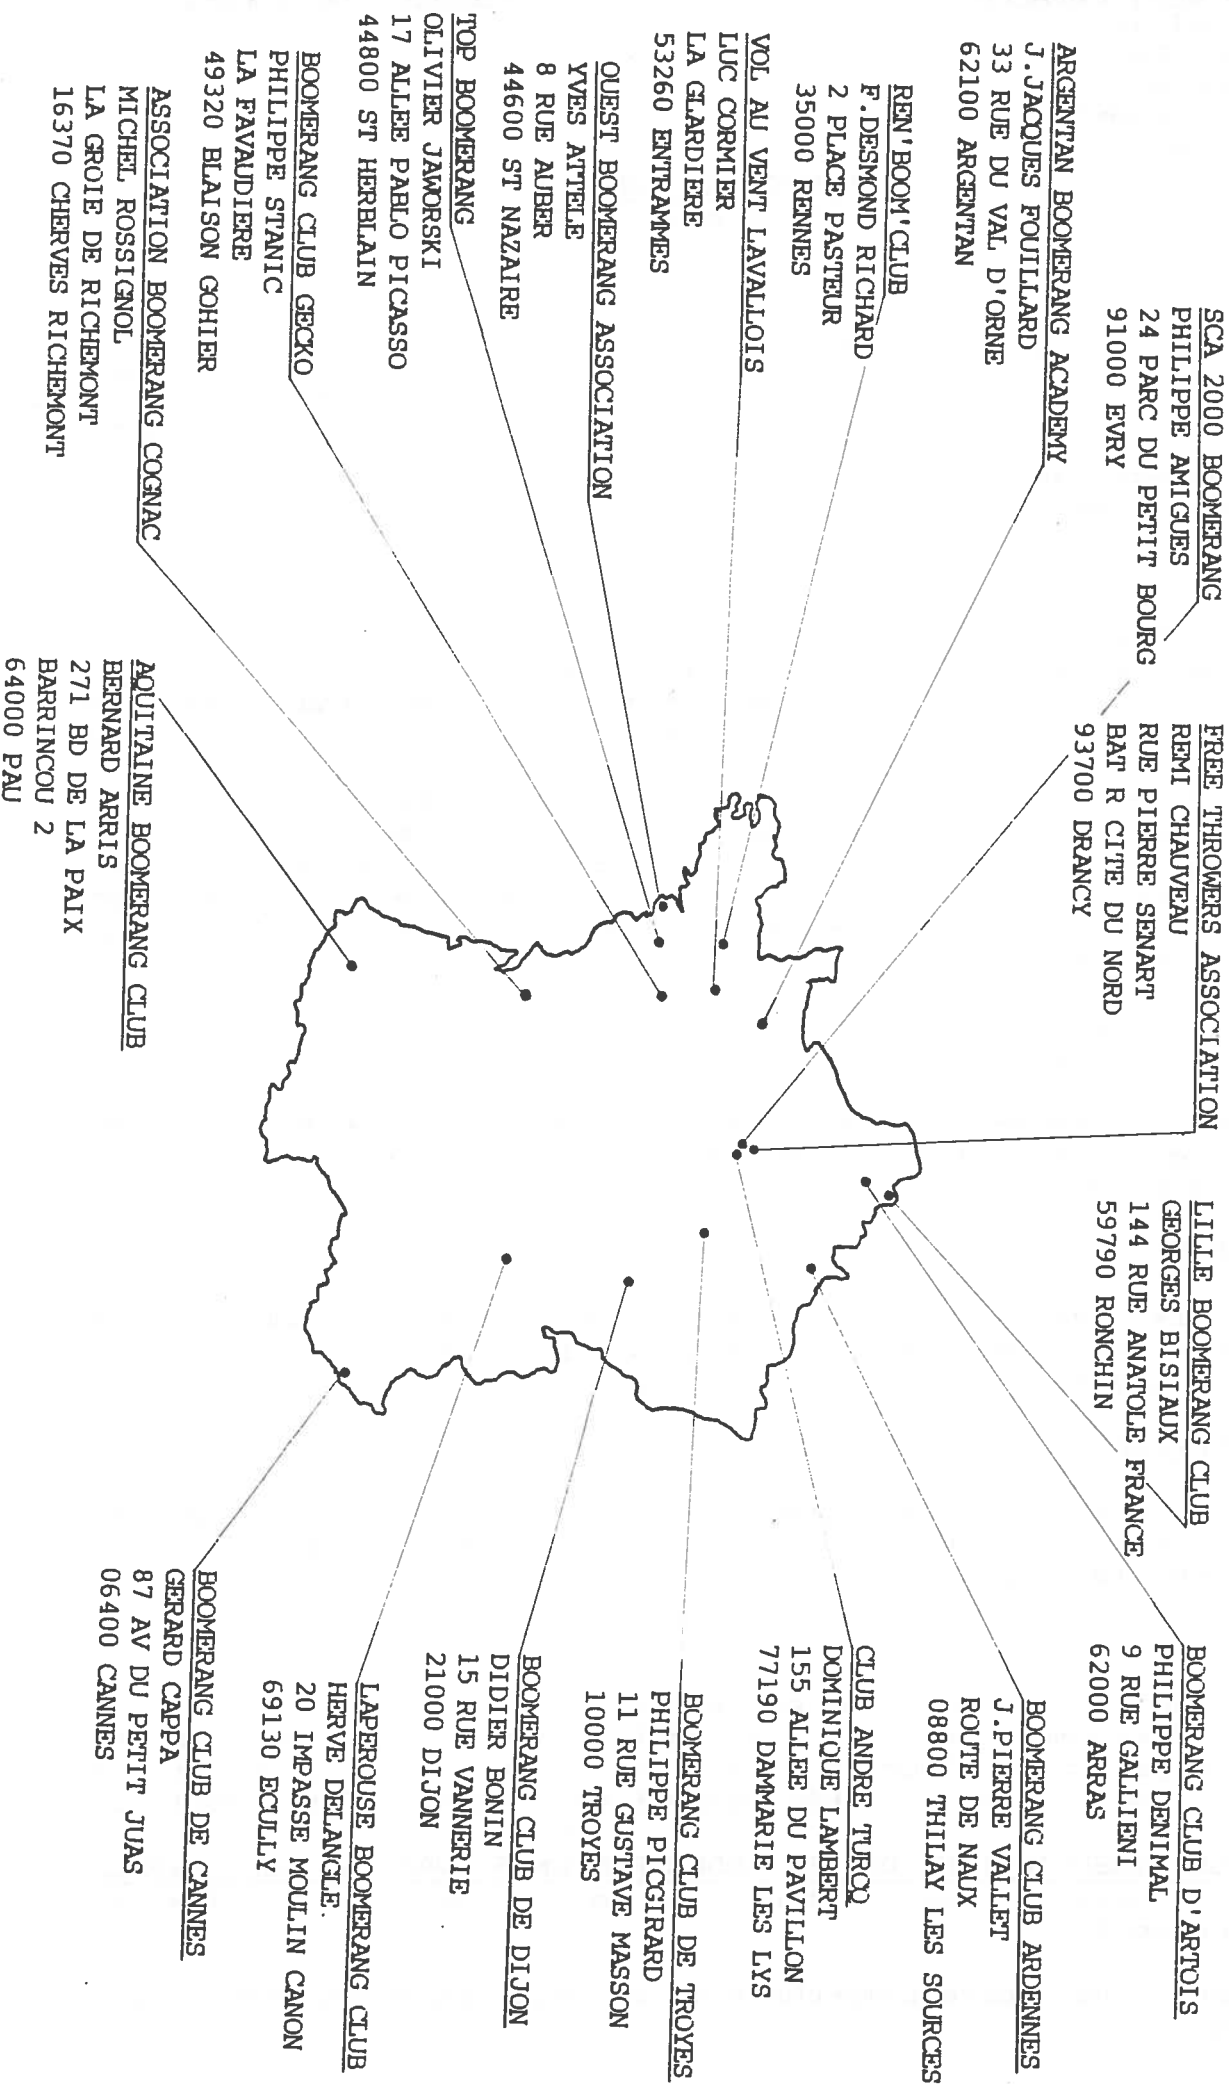 SCA 2000 BOOMERANG
PHILIPPE AMIGUES
24 PARC DU PETIT BOURG
91000 EVRY
FREE THROWERS ASSOCIATION
REMI CHAUVEAU
RUE PIERRE SENART
BAT R CITE DU NORD
93700 DRANCY
LILLE BOOMERANG CLUB
GEORGES BISIAUX
144 RUE ANATOLE FRANCE
59790 RONCHIN
BOOMERANG CLUB D'ARTOIS
PHILIPPE DENIMAL
9 RUE GALLIENI
62000 ARRAS
ARGENTAN BOOMERANG ACADEMY
J.JACQUES FOUILLARD
33 RUE DU VAL D'ORNE
62100 ARGENTAN
REN'BOOM'CLUB
F.DESMOND RICHARD
2 PLACE PASTEUR
35000 RENNES
VOL AU VENT LAVALLOIS
LUC CORMIER
LA GLARDIERE
53260 ENTRAMMES
OUEST BOOMERANG ASSOCIATION
YVES ATTELE
8 RUE AUBER
44600 ST NAZAIRE
TOP BOOMERANG
OLIVIER JAWORSKI
17 ALLEE PABLO PICASSO
44800 ST HERBLAIN
BOOMERANG CLUB GECKO
PHILIPPE STANIC
LA FAVAUDIERE
49320 BLAISON GOHIER
ASSOCIATION BOOMERANG COGNAC
MICHEL ROSSIGNOL
LA GROIE DE RICHEMONT
16370 CHERVES RICHEMONT
AQUITAINE BOOMERANG CLUB
BERNARD ARRIS
271 BD DE LA PAIX
BARRINCOU 2
64000 PAU
BOOMERANG CLUB ARDENNES
J.PIERRE VALLET
ROUTE DE NAUX
08800 THILAY LES SOURCES
CLUB ANDRE TURCQ
DOMINIQUE LAMBERT
155 ALLEE DU PAVILLON
77190 DAMMARIE LES LYS
BOOMERANG CLUB DE TROYES
PHILIPPE PICGIRARD
11 RUE GUSTAVE MASSON
10000 TROYES
BOOMERANG CLUB DE DIJON
DIDIER BONIN
15 RUE VANNERIE
21000 DIJON
LAPEROUSE BOOMERANG CLUB
HERVE DELANGLE.
20 IMPASSE MOULIN CANON
69130 ECULLY
BOOMERANG CLUB DE CANNES
GERARD CAPPA
87 AV DU PETIT JUAS
06400 CANNES